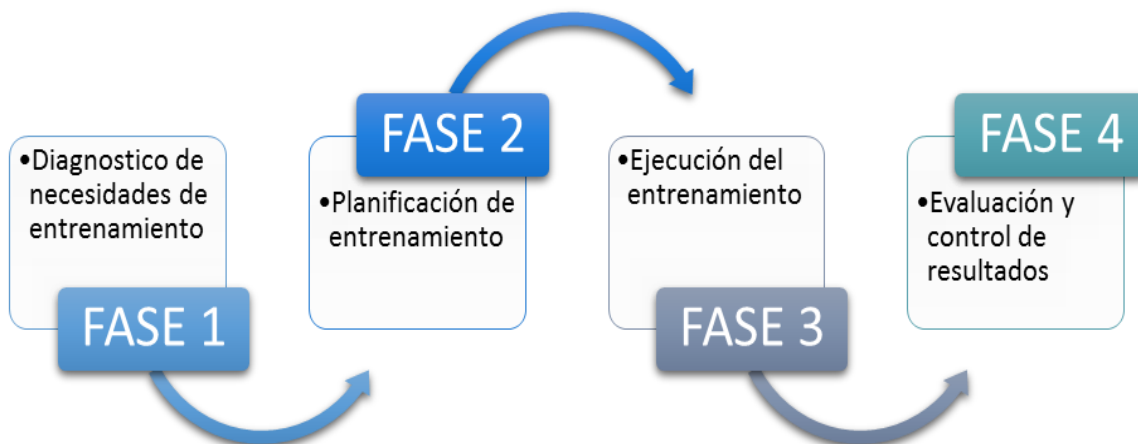 •Diagnostico de
necesidades de
entrenamiento
FASE 1
FASE 2
•Planificación de
entrenamiento
•Ejecución del
entrenamiento
FASE 3
FASE 4
•Evaluación y
control de
resultados